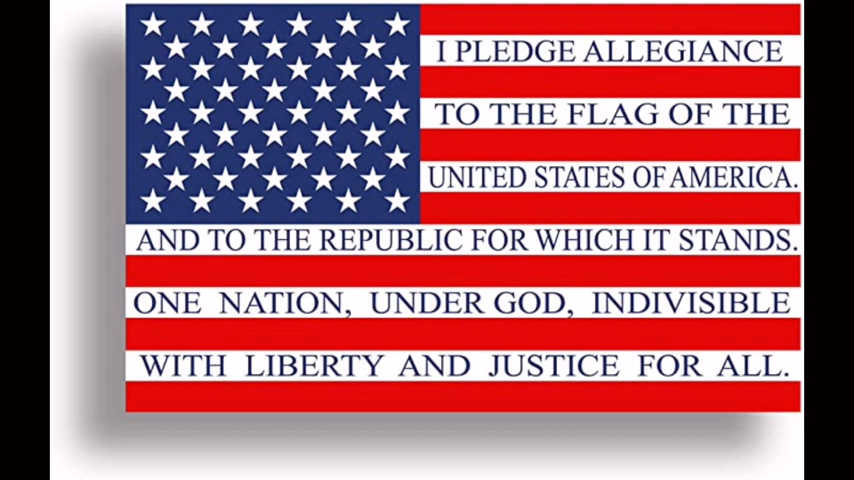 I PLEDGE ALLEGIANCE
TO THE FLAG OF THE
UNITED STATES OF AMERICA.
AND TO THE REPUBLIC FOR WHICH IT STANDS.
ONE NATION, UNDER GOD, INDIVISIBLE
WITH LIBERTY AND JUSTICE FOR ALL.